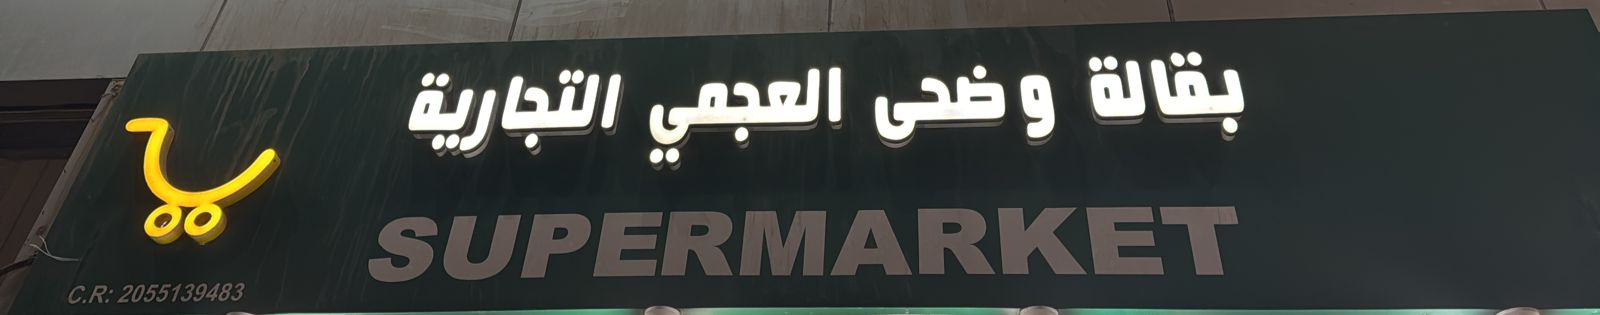 بقالة وضحى العجمي التجارية
SUPERMARKET
C.R: 2055139483